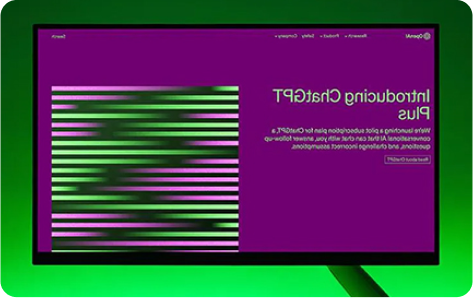 OpenAI
Research Product Safety Company
Search
Introducing ChatGPT
Plus
We're launching a pilot subscription plan for ChatGPT, a
conversational AI that can chat with you, answer follow-up
questions, and challenge incorrect assumptions.
Read about ChatGPT